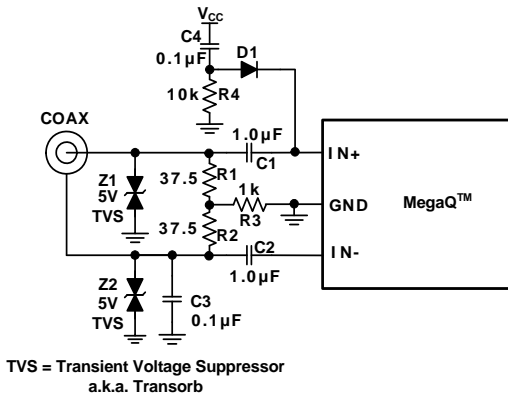 VCC
C4
0.1µF
D1
10k
R4
COAX
1.0µF
C1
IN+
Z1
5V
TVS
37.5
R1
1k
R3
GND
MegaQ™
37.5
R2
C2
1.0µF
IN-
Z2
5V
TVS
C3
0.1µF
TVS = Transient Voltage Suppressor
a.k.a. Transorb